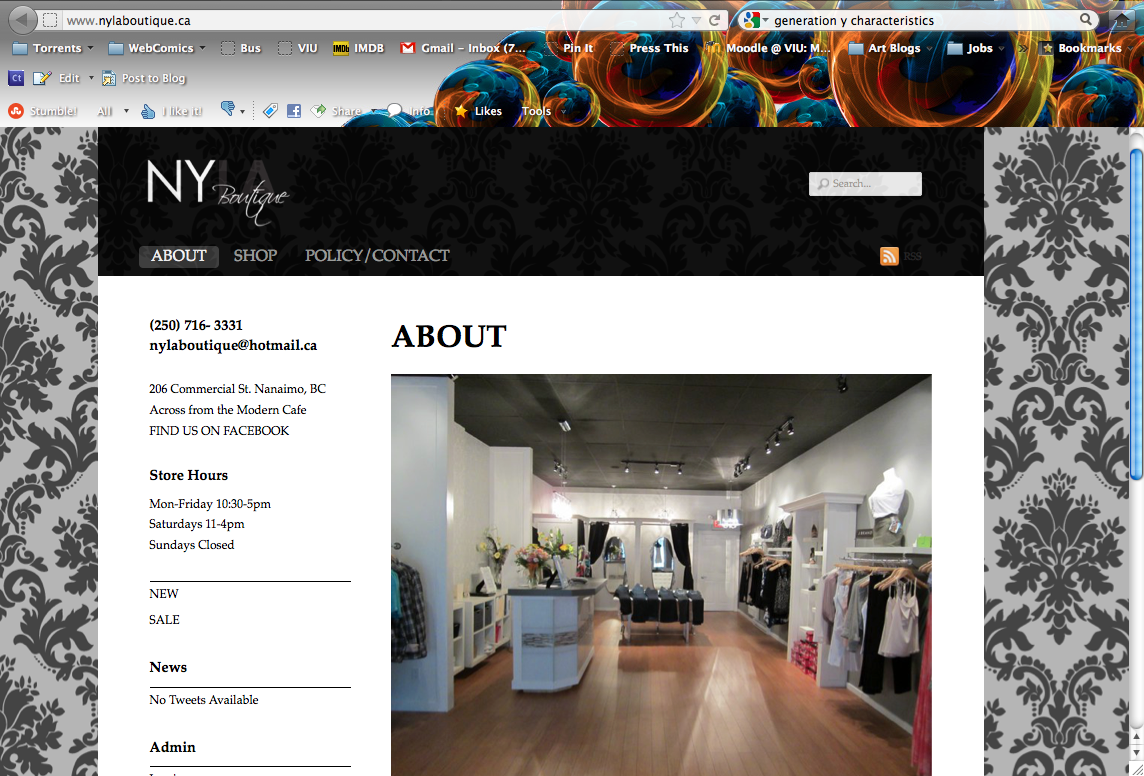 www.nylaboutique.ca
generation y characteristics
Torrents WebComics Bus VIU IMDb IMDB Gmail – Inbox (7... Pin It Press This Moodle @ VIU: M... Art Blogs Jobs » Bookmarks
Ct Edit Post to Blog
Stumble! All I like it! Share Info Likes Tools
NYLA
Boutique
Search...
ABOUT SHOP POLICY/CONTACT
RSS
(250) 716- 3331
nylaboutique@hotmail.ca
206 Commercial St. Nanaimo, BC
Across from the Modern Cafe
FIND US ON FACEBOOK
Store Hours
Mon-Friday 10:30-5pm
Saturdays 11-4pm
Sundays Closed
NEW
SALE
News
No Tweets Available
Admin
ABOUT